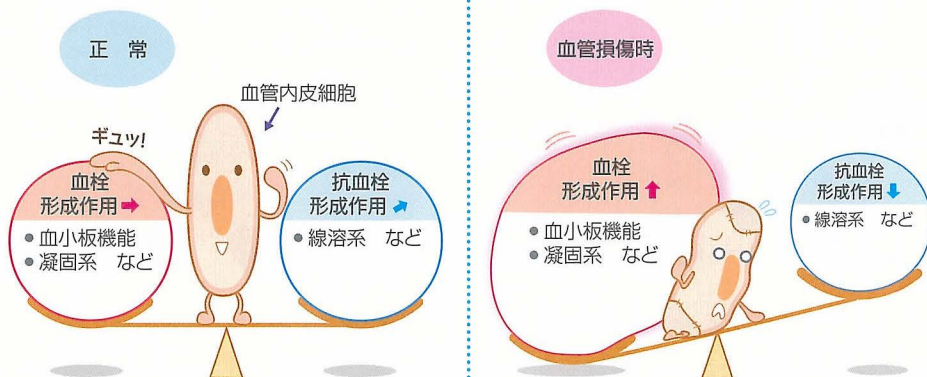 正 常
血管内皮細胞
ギュッ!
血栓
形成作用➡
● 血小板機能
● 凝固系 など
抗血栓
形成作用⬈
● 線溶系 など
血管損傷時
血栓
形成作用⬆
● 血小板機能
● 凝固系 など
抗血栓
形成作用⬇
● 線溶系 など